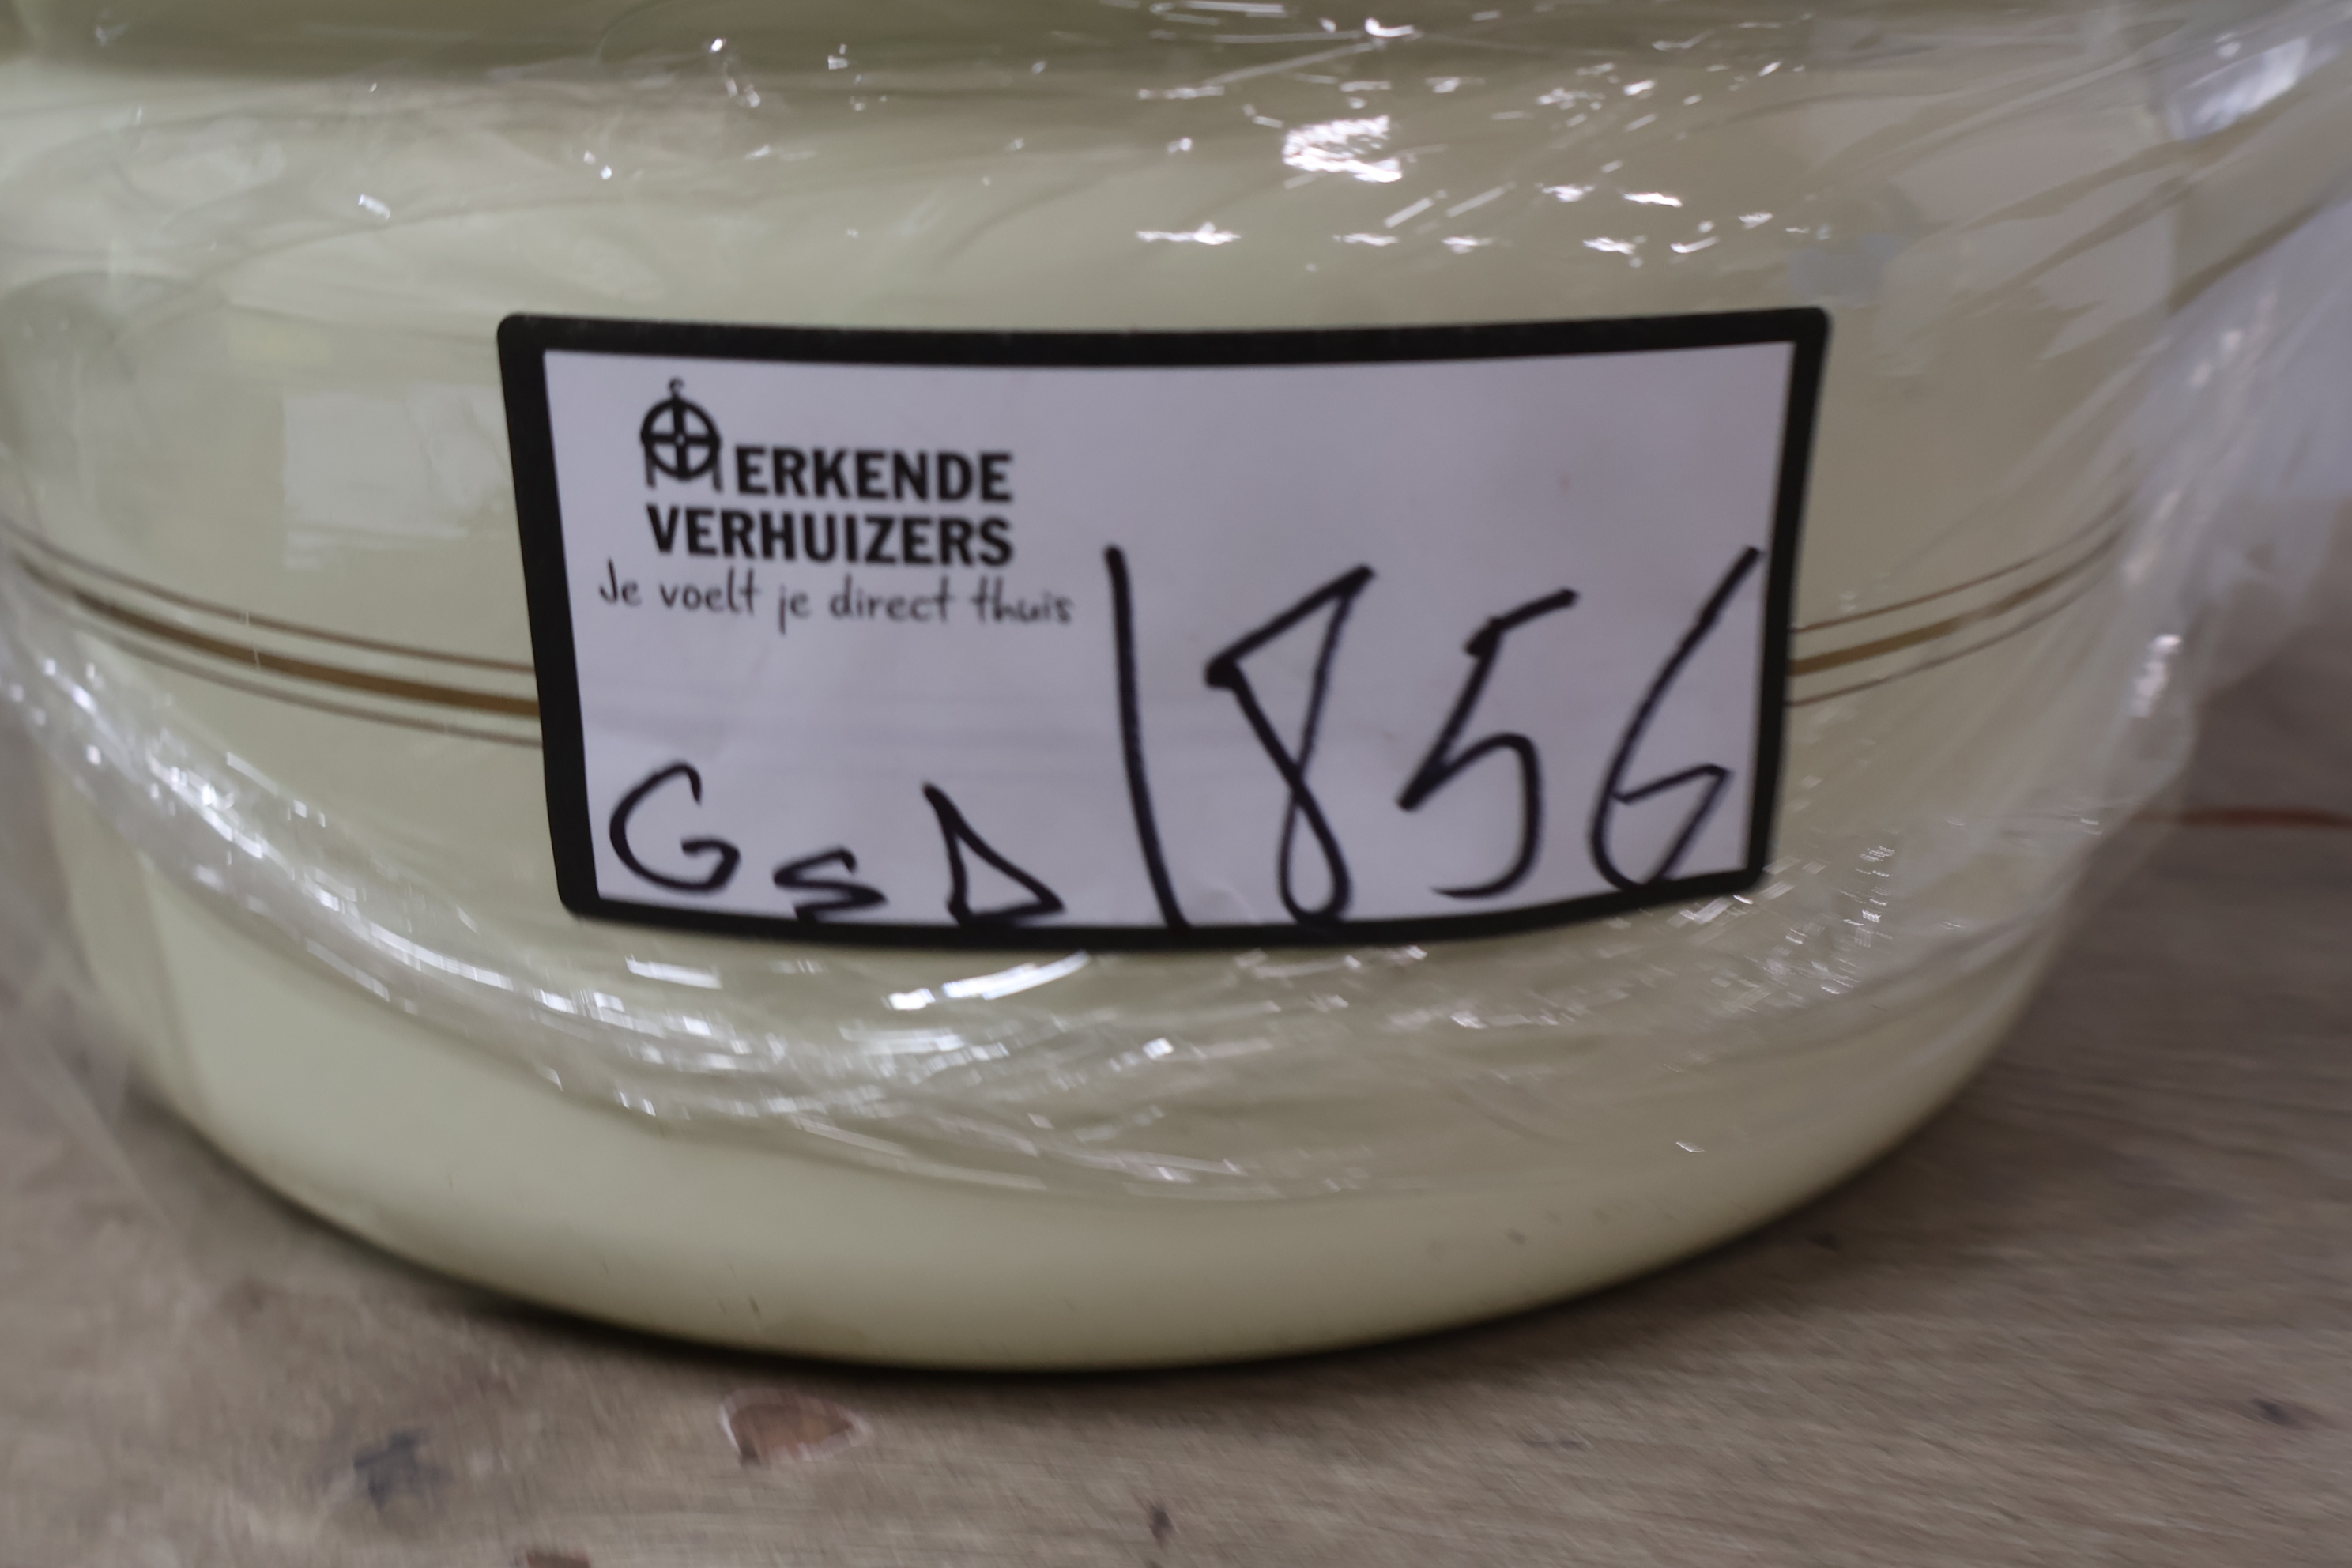 ERKENDE
VERHUIZERS
Je voelt je direct thuis
GSD 1856